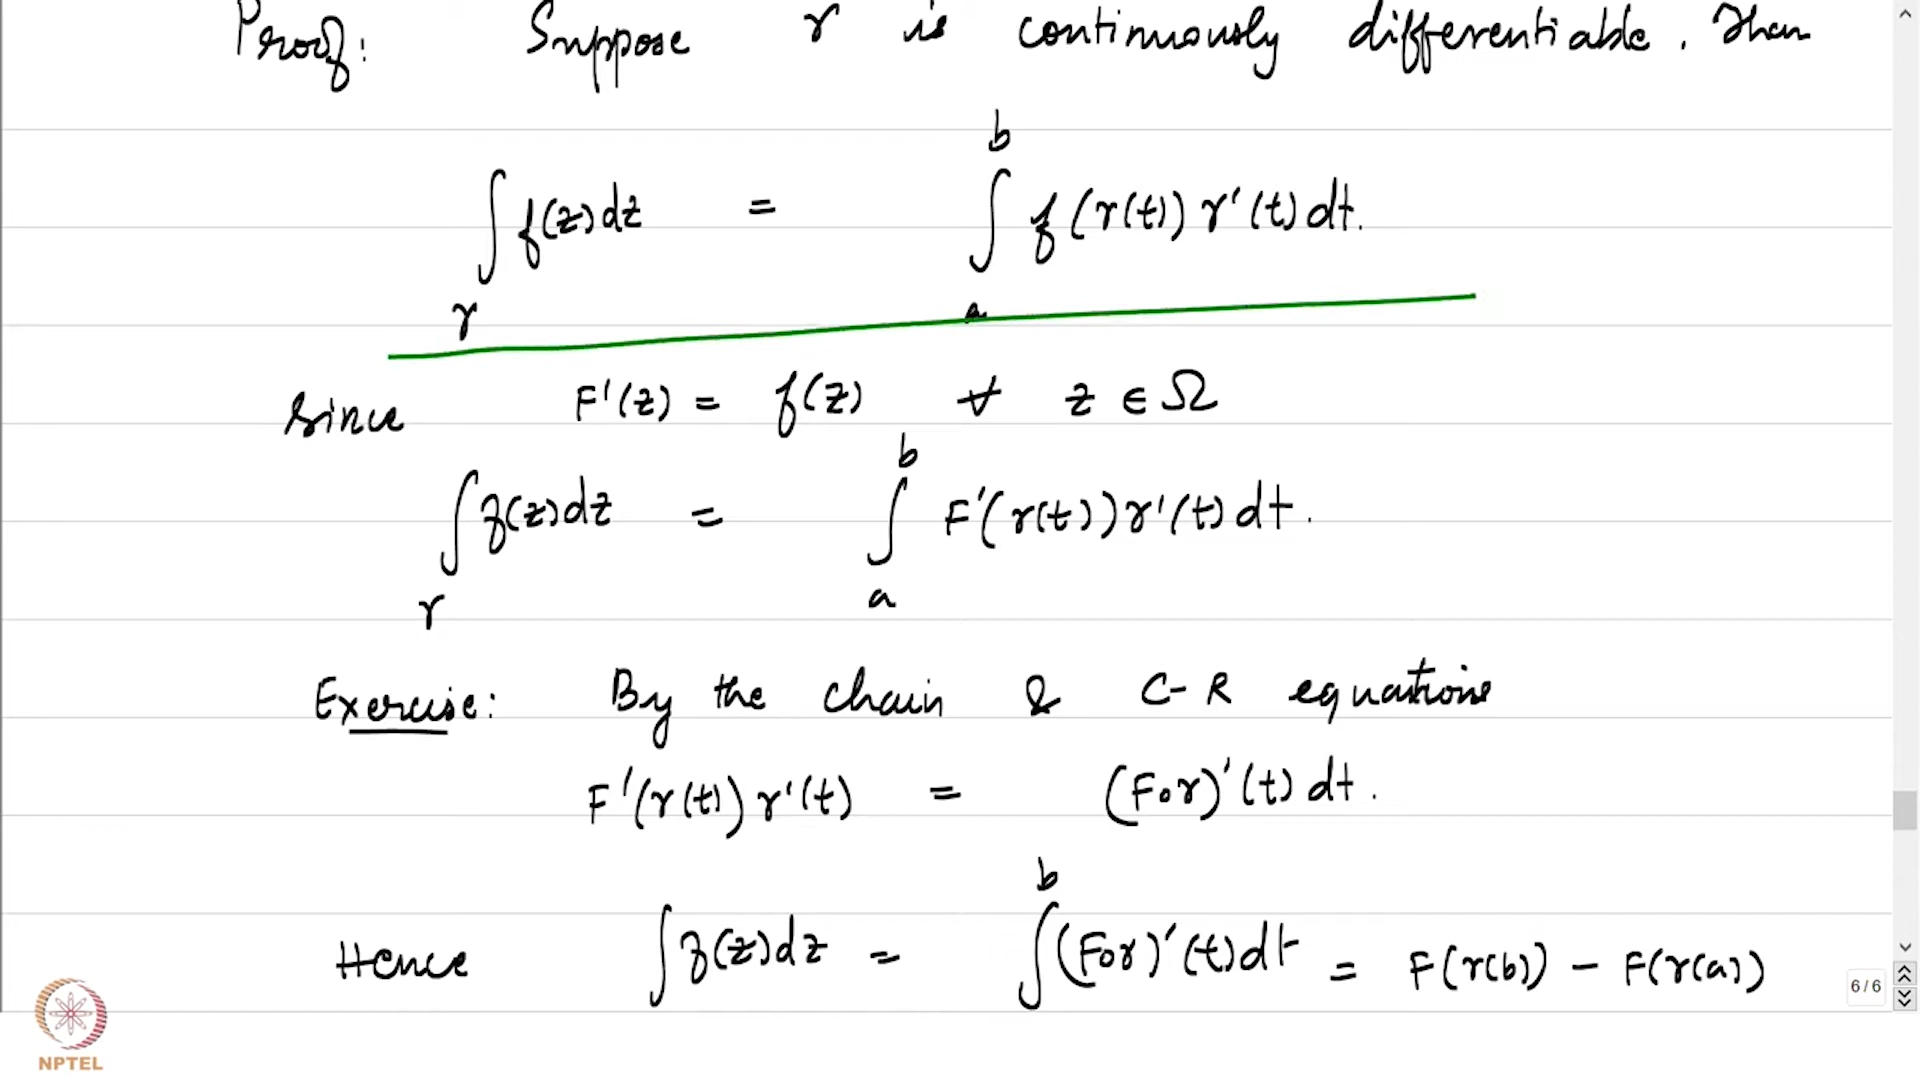 Proof: Suppose γ is continuously differentiable. Then
∫_γ f(z)dz = ∫_a^b f(γ(t)) γ'(t) dt.
Since F'(z) = f(z) ∀ z ∈ Ω
∫_γ f(z)dz = ∫_a^b F'(γ(t)) γ'(t) dt.
Exercise: By the chain & C-R equations
F'(γ(t)) γ'(t) = (F∘γ)'(t) dt.
Hence ∫ f(z)dz = ∫^b (F∘γ)'(t)dt = F(γ(b)) - F(γ(a))
6/6
NPTEL